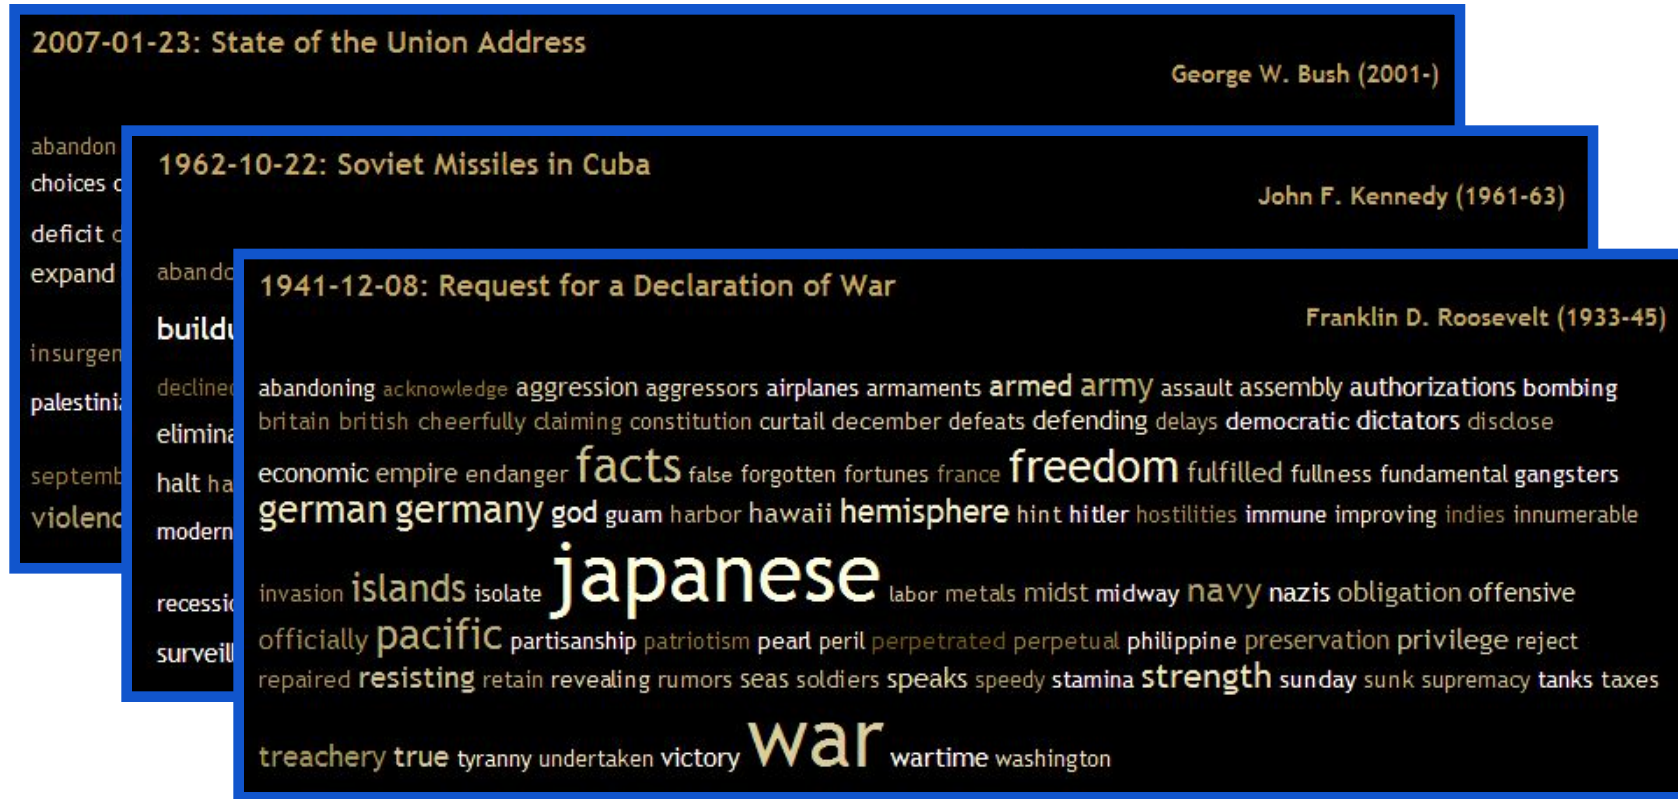 2007-01-23: State of the Union Address
George W. Bush (2001-)
abandon
choices
deficit
expand
palestinia
septemb
violenc
1962-10-22: Soviet Missiles in Cuba
John F. Kennedy (1961-63)
abando
buildu
declined
elimina
halt ha
modern
recessio
surveill
1941-12-08: Request for a Declaration of War
Franklin D. Roosevelt (1933-45)
abandoning acknowledge aggression aggressors airplanes armaments armed army assault assembly authorizations bombing
britain british cheerfully claiming constitution curtail december defeats defending delays democratic dictators disclose
economic empire endanger facts false forgotten fortunes france freedom fulfilled fullness fundamental gangsters
german germany god guam harbor hawaii hemisphere hint hitler hostilities immune improving indies innumerable
invasion islands isolate japanese labor metals midst midway navy nazis obligation offensive
officially pacific partisanship patriotism pearl peril perpetrated perpetual philippine preservation privilege reject
repaired resisting retain revealing rumors seas soldiers speaks speedy stamina strength sunday sunk supremacy tanks taxes
treachery true tyranny undertaken victory war wartime washington